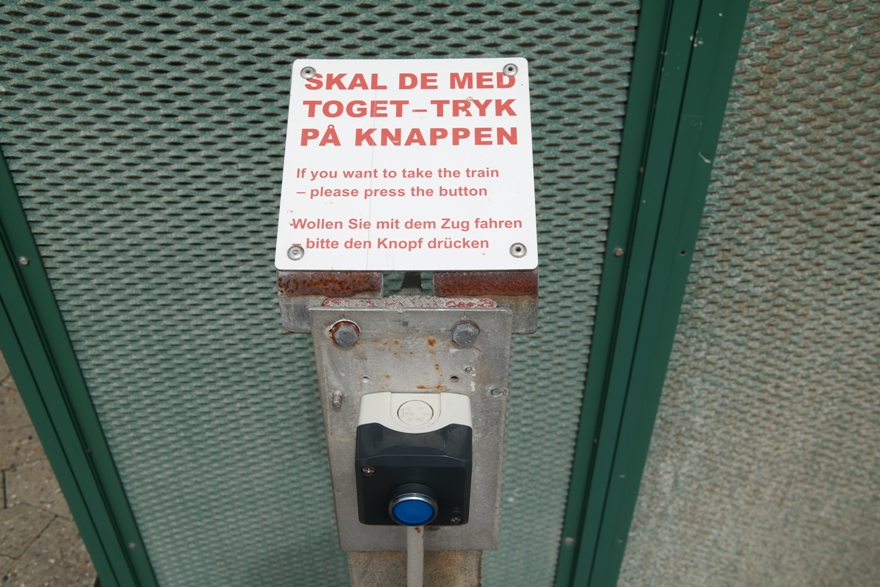 SKAL DE MED
TOGET–TRYK
PÅ KNAPPEN
If you want to take the train
– please press the button
Wollen Sie mit dem Zug fahren
– bitte den Knopf drücken